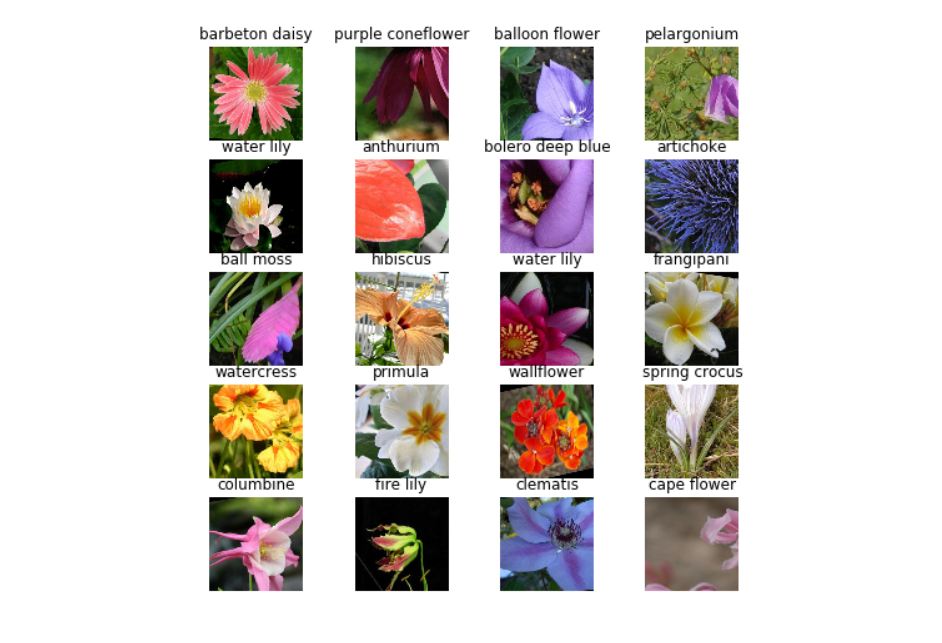 barbeton daisy purple coneflower balloon flower pelargonium
water lily anthurium bolero deep blue artichoke
ball moss hibiscus water lily frangipani
watercress primula wallflower spring crocus
columbine fire lily clematis cape flower